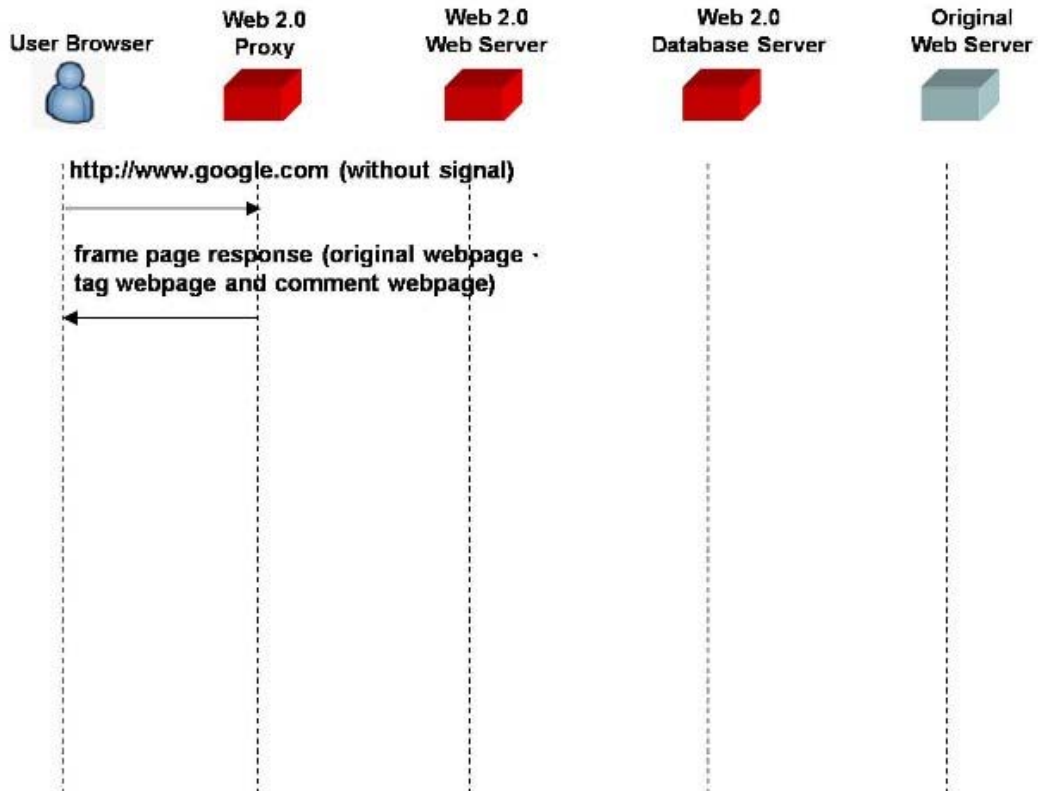 User Browser
Web 2.0
Proxy
Web 2.0
Web Server
Web 2.0
Database Server
Original
Web Server
http://www.google.com (without signal)
frame page response (original webpage、
tag webpage and comment webpage)